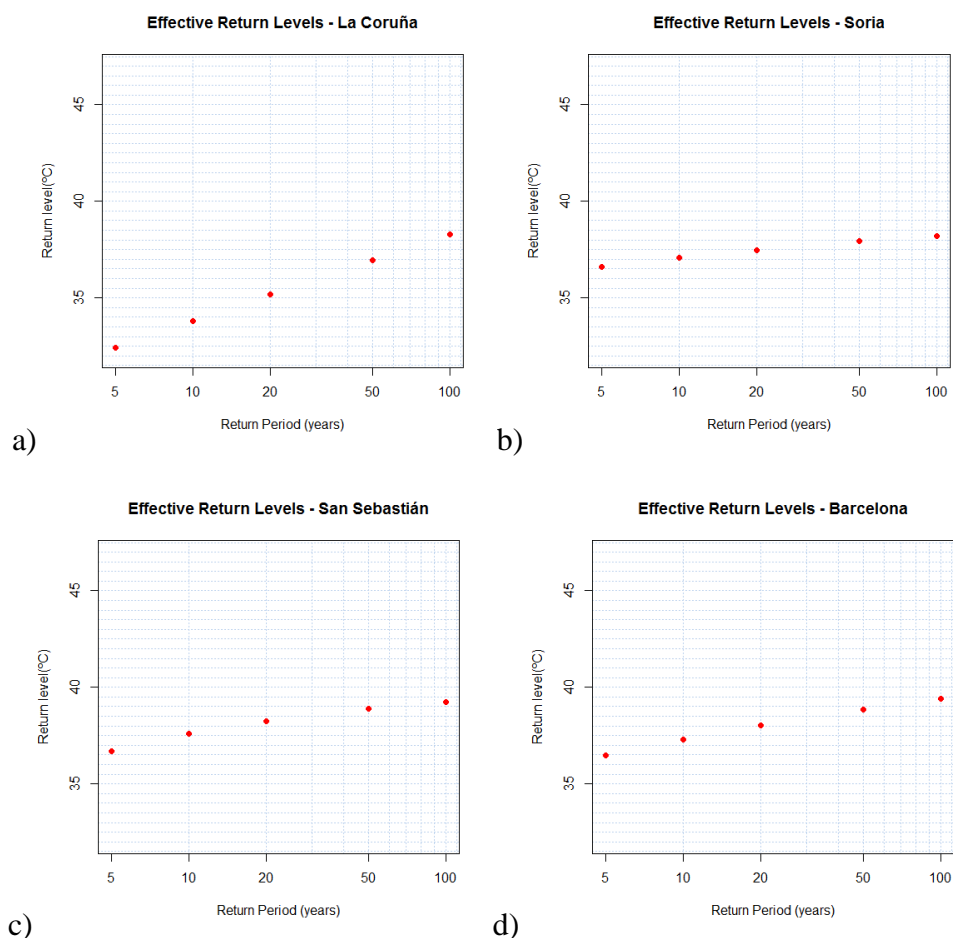 Effective Return Levels - La Coruña
Return level(ºC)
45
40
35
5 10 20 50 100
Return Period (years)
a)
Effective Return Levels - Soria
Return level(ºC)
45
40
35
5 10 20 50 100
Return Period (years)
b)
Effective Return Levels - San Sebastián
Return level(ºC)
45
40
35
5 10 20 50 100
Return Period (years)
c)
Effective Return Levels - Barcelona
Return level(ºC)
45
40
35
5 10 20 50 100
Return Period (years)
d)